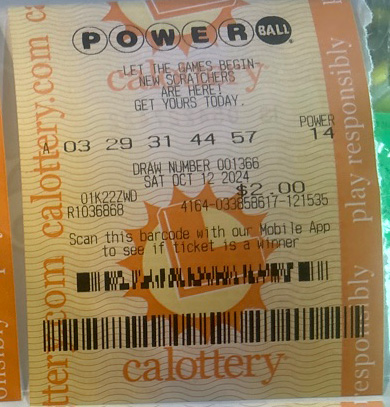 POWERBALL
LET THE GAMES BEGIN-
NEW SCRATCHERS
ARE HERE!
GET YOURS TODAY.
POWER
A 03 29 31 44 57 14
DRAW NUMBER 001366
SAT OCT 12 2024
$2.00
01K22ZWD
R1036868 4164-033858617-121535
Scan this barcode with our Mobile App
to see if ticket is a winner
calottery
calottery.com
play responsibly